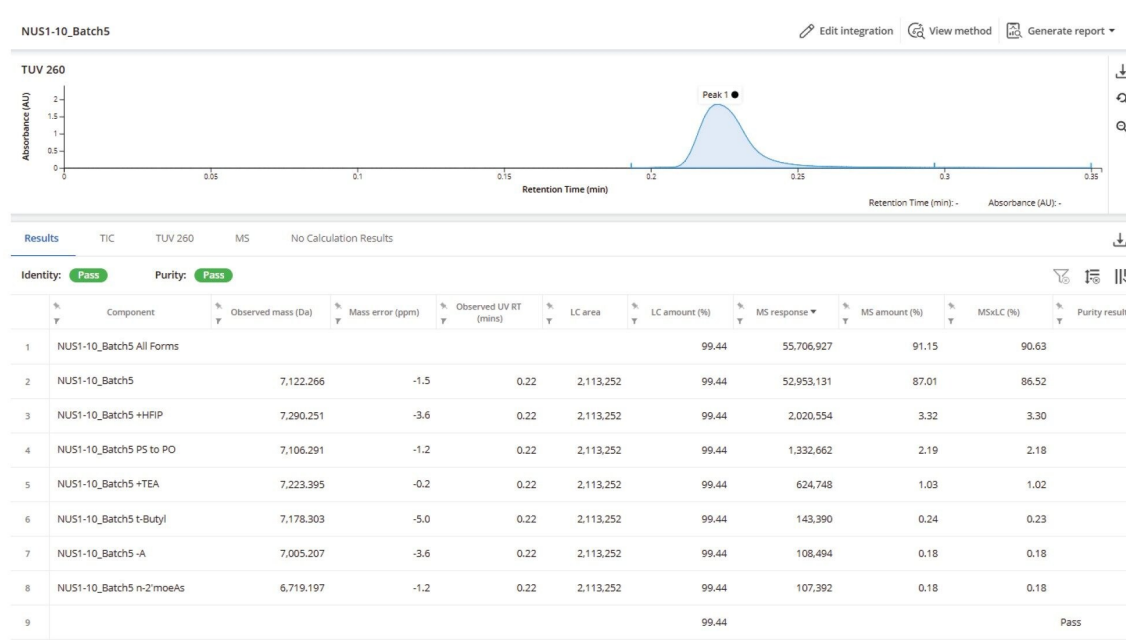 NUS1-10_Batch5
Edit integration View method Generate report
TUV 260
Absorbance (AU)
2
1.5
1
0.5
0
Peak 1
0 0.05 0.1 0.15 0.2 0.25 0.3 0.35
Retention Time (min)
Retention Time (min): - Absorbance (AU): -
Results TIC TUV 260 MS No Calculation Results
Identity: Pass Purity: Pass
Component Observed mass (Da) Mass error (ppm) Observed UV RT (mins) LC area LC amount (%) MS response MS amount (%) MSxLC (%) Purity result
1 NUS1-10_Batch5 All Forms 99.44 55,706,927 91.15 90.63
2 NUS1-10_Batch5 7,122.266 -1.5 0.22 2,113,252 99.44 52,953,131 87.01 86.52
3 NUS1-10_Batch5 +HFIP 7,290.251 -3.6 0.22 2,113,252 99.44 2,020,554 3.32 3.30
4 NUS1-10_Batch5 PS to PO 7,106.291 -1.2 0.22 2,113,252 99.44 1,332,662 2.19 2.18
5 NUS1-10_Batch5 +TEA 7,223.395 -0.2 0.22 2,113,252 99.44 624,748 1.03 1.02
6 NUS1-10_Batch5 t-Butyl 7,178.303 -5.0 0.22 2,113,252 99.44 143,390 0.24 0.23
7 NUS1-10_Batch5 -A 7,005.207 -3.6 0.22 2,113,252 99.44 108,494 0.18 0.18
8 NUS1-10_Batch5 n-2'moeAs 6,719.197 -1.2 0.22 2,113,252 99.44 107,392 0.18 0.18
9 99.44 Pass